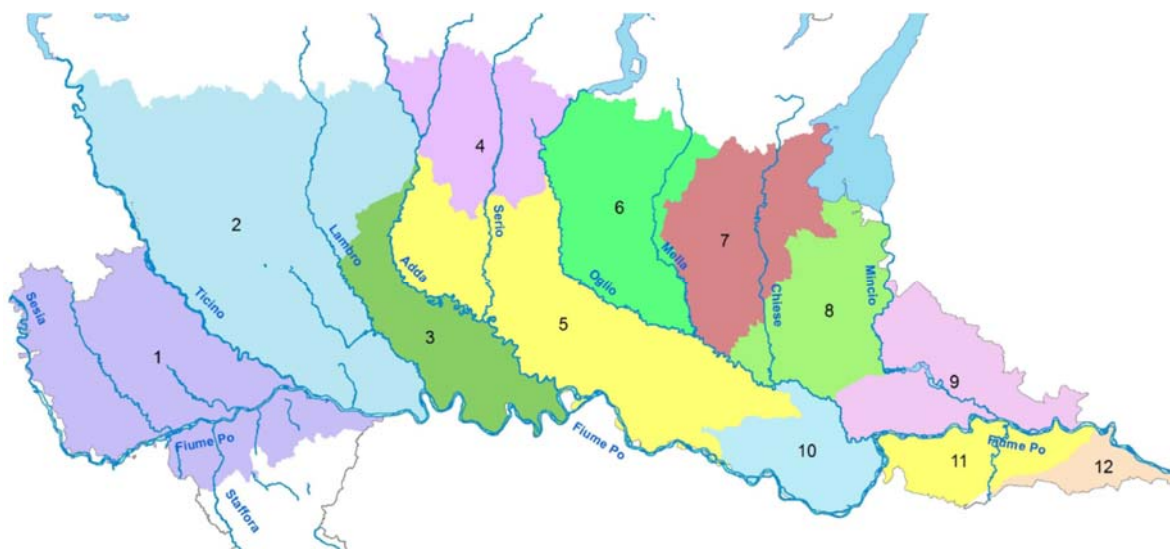 4
6
2
Lambro
Serio
7
Mella
Adda
Oglio
Chiese
Mincio
8
Sesia
Ticino
5
3
1
9
Fiume Po
Fiume Po
Fiume Po
10
11
12
Staffora